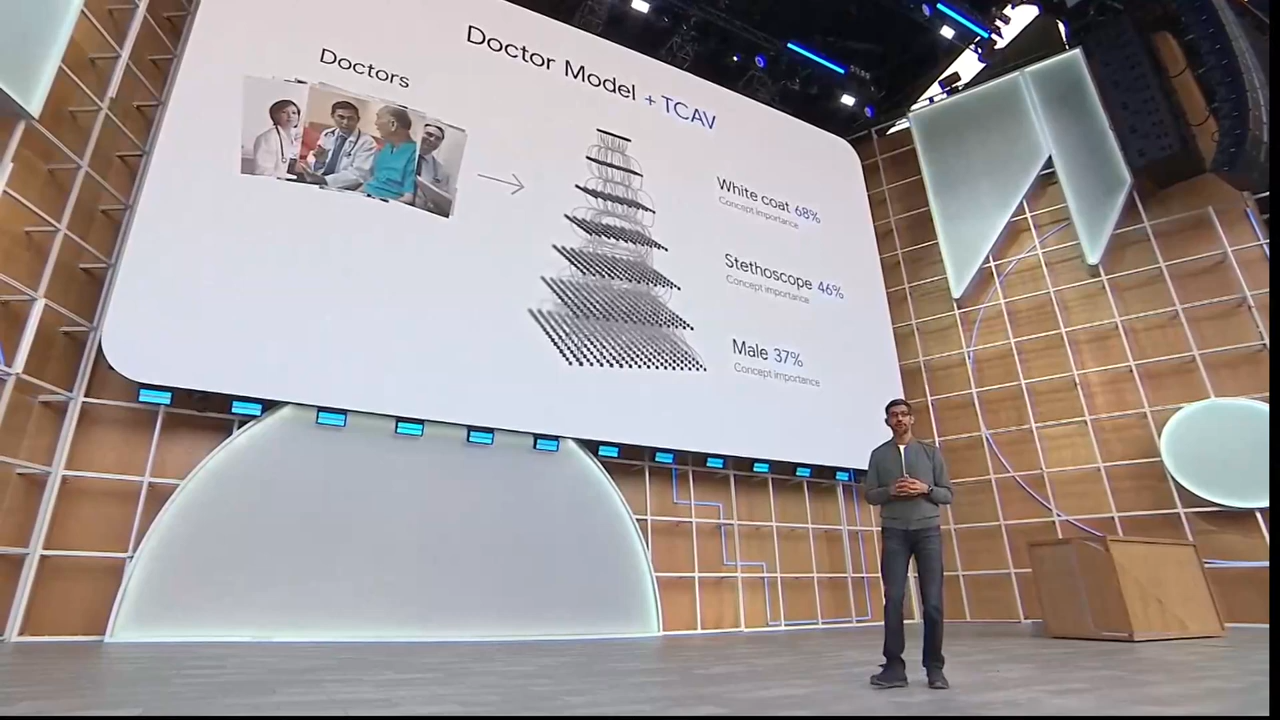 Doctor Model + TCAV
Doctors
White coat 68%
Concept importance
Stethoscope 46%
Concept importance
Male 37%
Concept importance